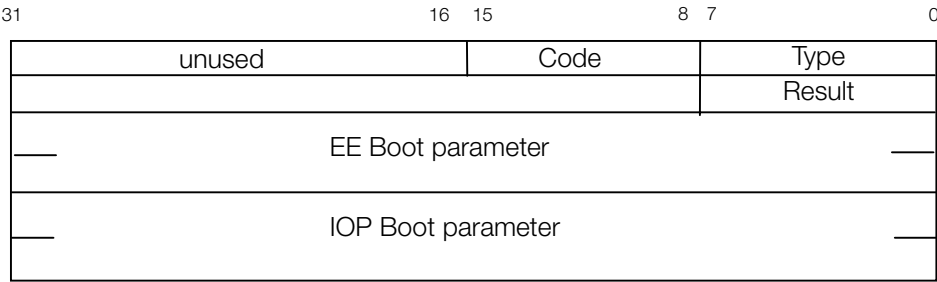 31 16 15 8 7 0
unused Code Type
Result
EE Boot parameter
IOP Boot parameter